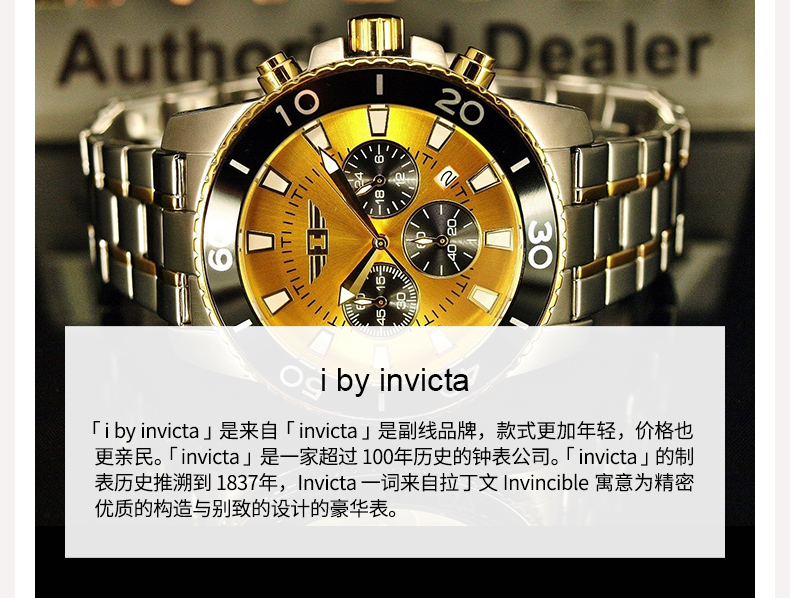 Authorized Dealer
10
20
6
24
12
18
2
60
20
40
60
30
15
60
30
45
i by invicta
「i by invicta」是来自「invicta」是副线品牌，款式更加年轻，价格也
更亲民。「invicta」是一家超过 100年历史的钟表公司。「invicta」的制
表历史推溯到 1837年，Invicta 一词来自拉丁文 Invincible 寓意为精密
优质的构造与别致的设计的豪华表。